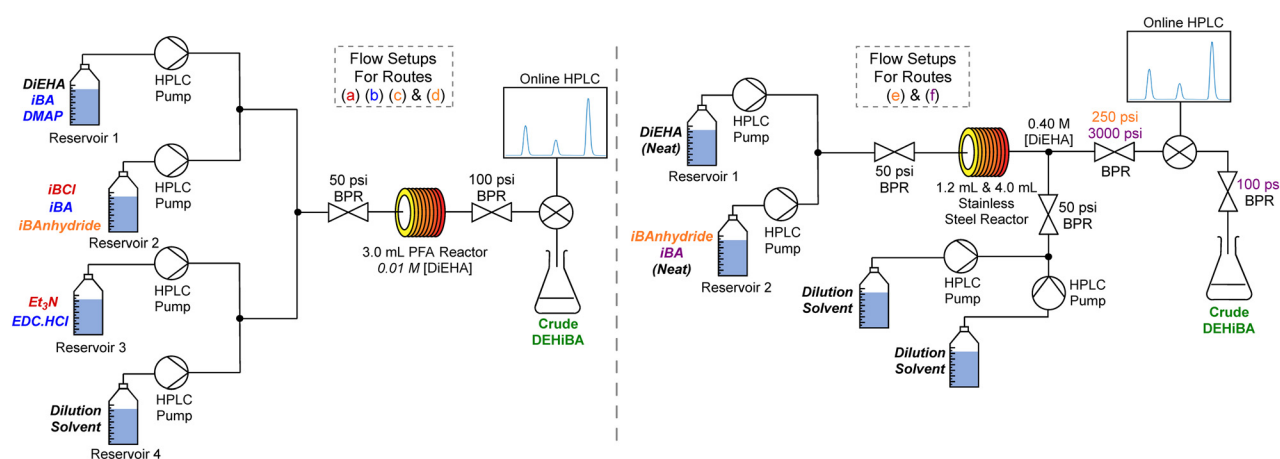 DiEHA
iBA
DMAP
Reservoir 1
HPLC
Pump
iBCl
iBA
iBAnhydride
Reservoir 2
HPLC
Pump
Et₃N
EDC.HCl
Reservoir 3
HPLC
Pump
Dilution
Solvent
Reservoir 4
HPLC
Pump
Flow Setups
For Routes
(a) (b) (c) & (d)
50 psi
BPR
3.0 mL PFA Reactor
0.01 M [DiEHA]
100 psi
BPR
Online HPLC
Crude
DEHiBA
DiEHA
(Neat)
Reservoir 1
HPLC
Pump
iBAnhydride
iBA
(Neat)
Reservoir 2
HPLC
Pump
Flow Setups
For Routes
(e) & (f)
50 psi
BPR
1.2 mL & 4.0 mL
Stainless
Steel Reactor
0.40 M
[DiEHA]
50 psi
BPR
Dilution
Solvent
HPLC
Pump
Dilution
Solvent
HPLC
Pump
250 psi
3000 psi
BPR
Online HPLC
100 ps
BPR
Crude
DEHiBA